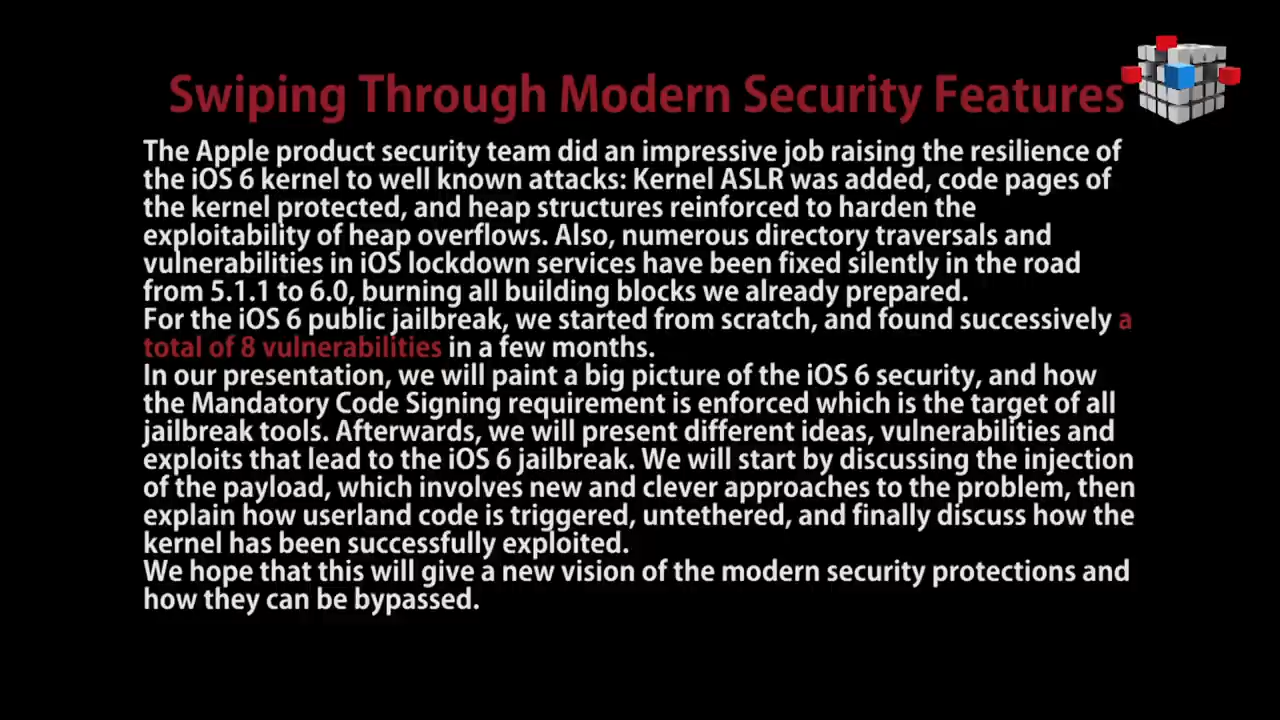 Swiping Through Modern Security Features
The Apple product security team did an impressive job raising the resilience of
the iOS 6 kernel to well known attacks: Kernel ASLR was added, code pages of
the kernel protected, and heap structures reinforced to harden the
exploitability of heap overflows. Also, numerous directory traversals and
vulnerabilities in iOS lockdown services have been fixed silently in the road
from 5.1.1 to 6.0, burning all building blocks we already prepared.
For the iOS 6 public jailbreak, we started from scratch, and found successively a
total of 8 vulnerabilities in a few months.
In our presentation, we will paint a big picture of the iOS 6 security, and how
the Mandatory Code Signing requirement is enforced which is the target of all
jailbreak tools. Afterwards, we will present different ideas, vulnerabilities and
exploits that lead to the iOS 6 jailbreak. We will start by discussing the injection
of the payload, which involves new and clever approaches to the problem, then
explain how userland code is triggered, untethered, and finally discuss how the
kernel has been successfully exploited.
We hope that this will give a new vision of the modern security protections and
how they can be bypassed.